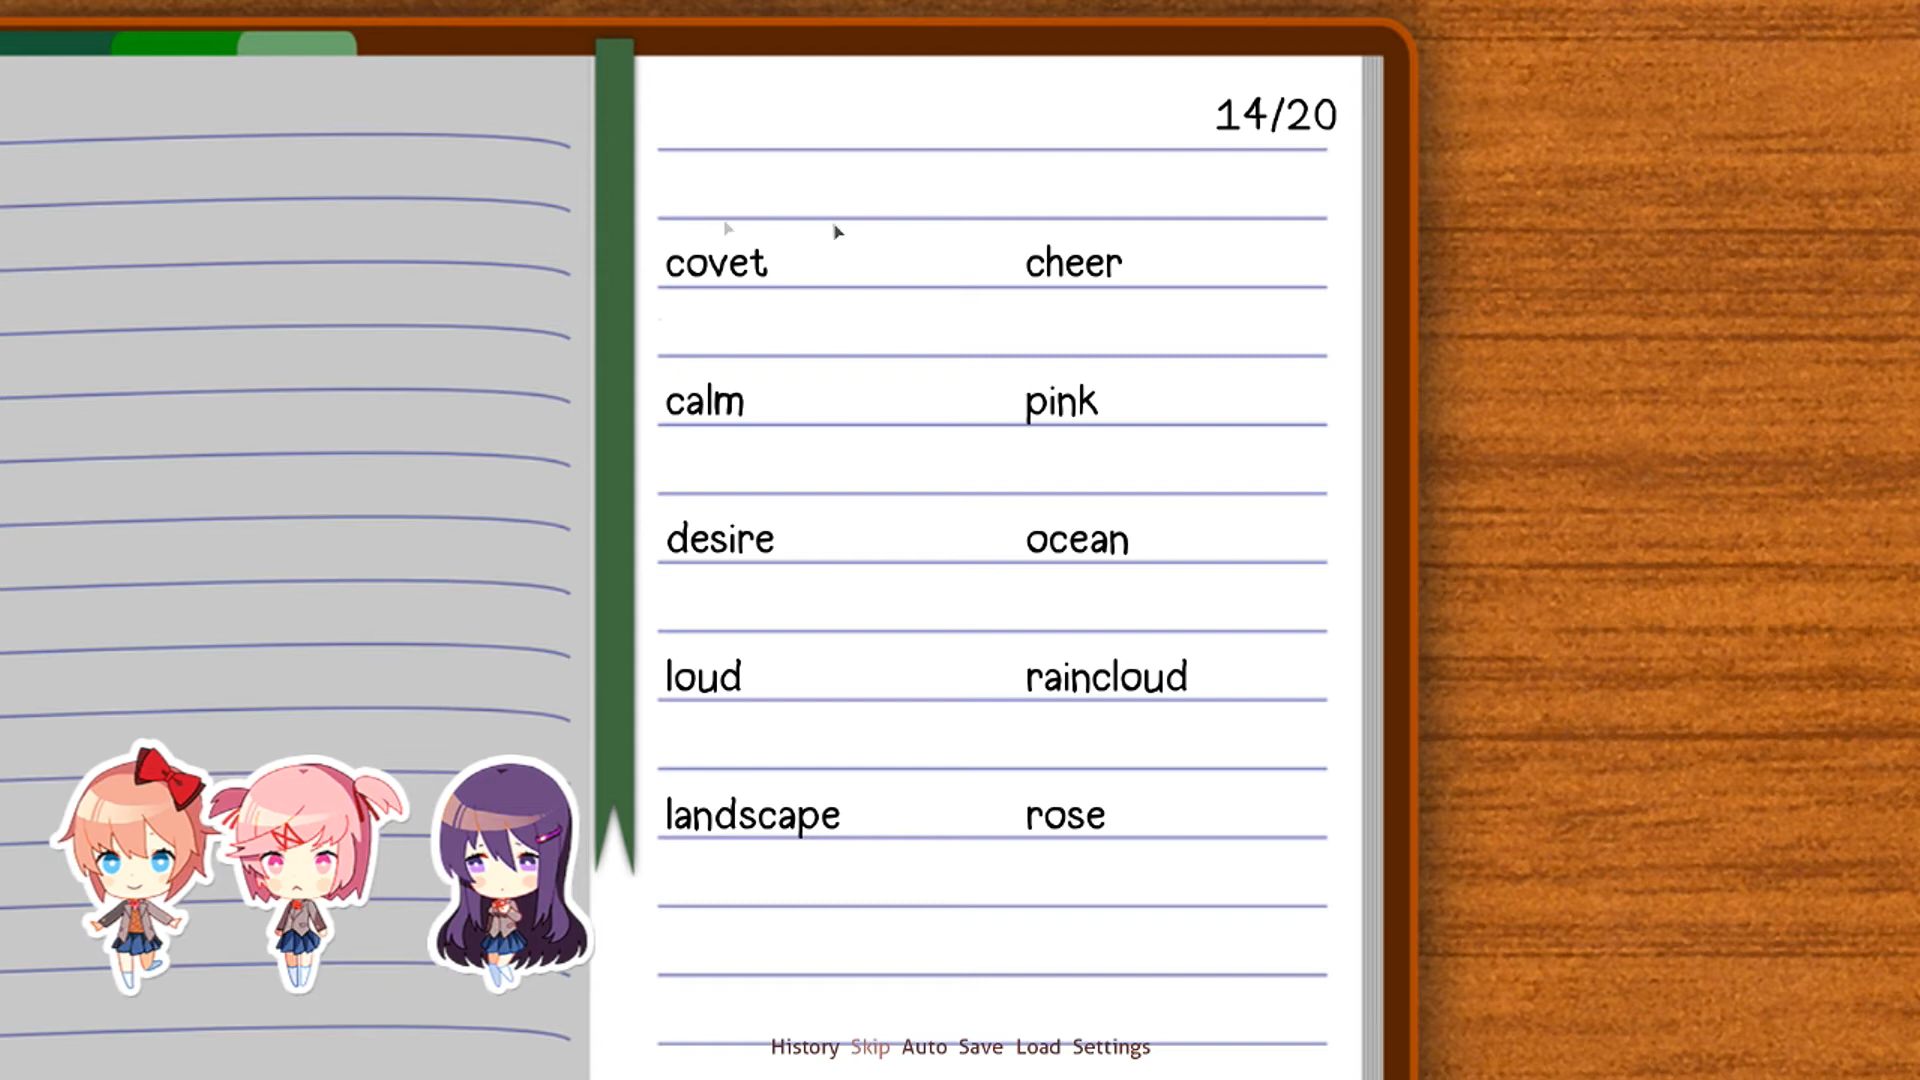 14/20
covet cheer
calm pink
desire ocean
loud raincloud
landscape rose
History Skip Auto Save Load Settings